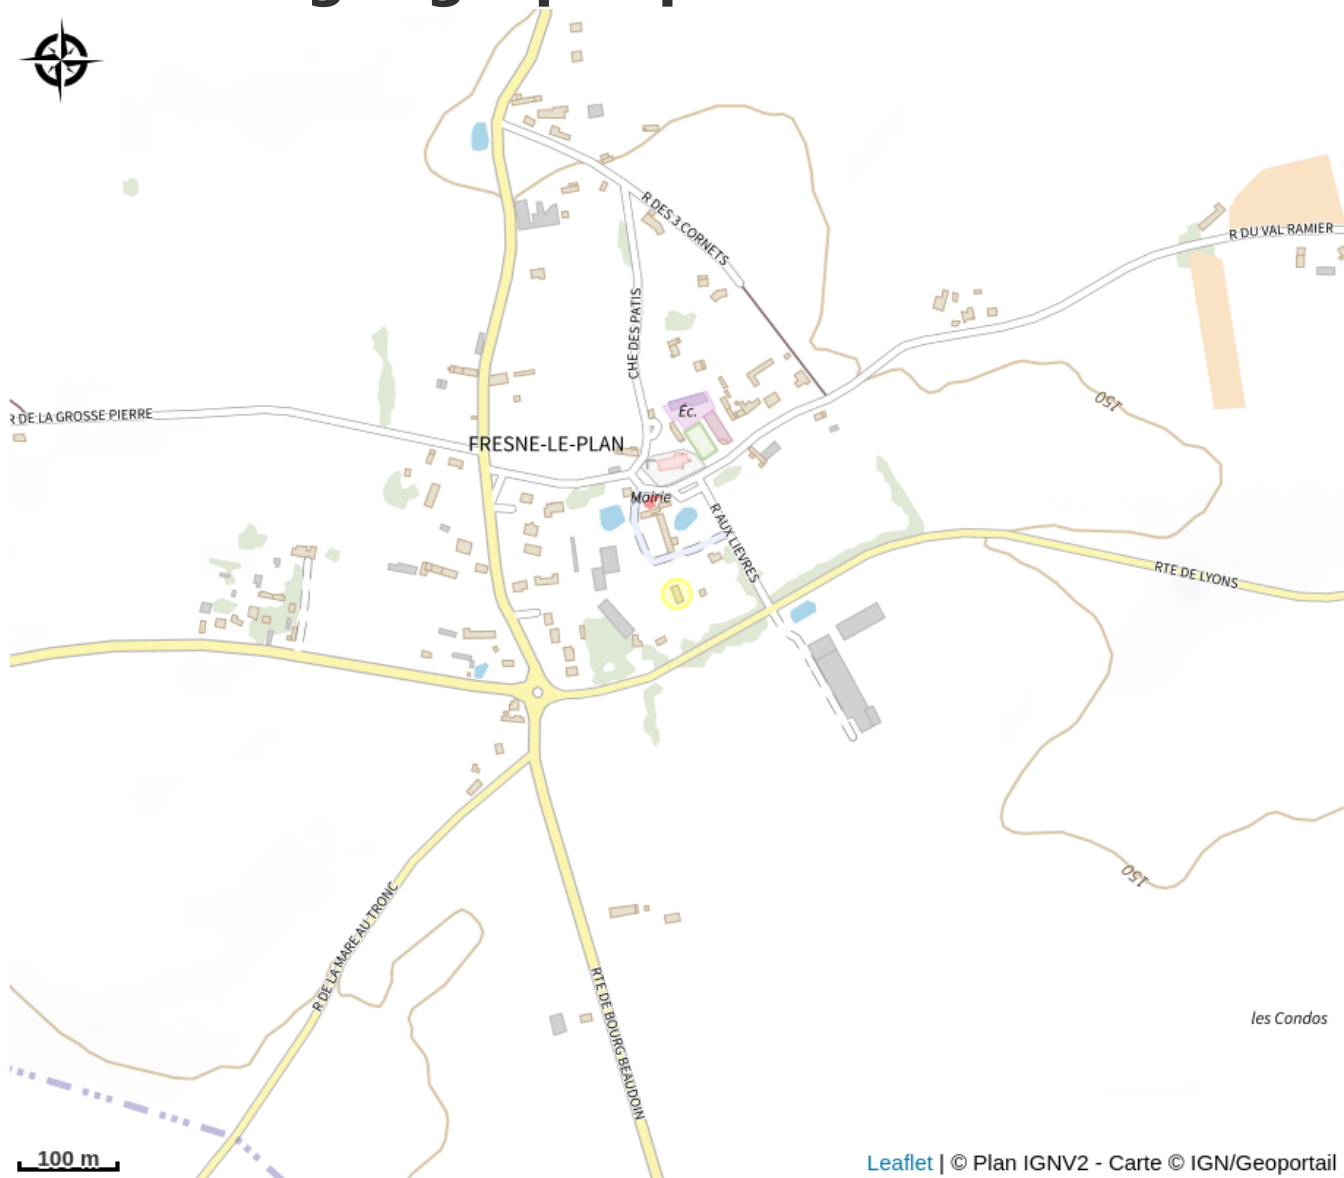 R DES 3 CORNETS
R DU VAL RAMIER
CHE DES PATIS
R DE LA GROSSE PIERRE
Éc.
150
FRESNE-LE-PLAN
Mairie
R AUX LIEVRES
RTE DE LYONS
150
R DE LA MARE AU TRONC
RTE DE BOURG BEAUDOIN
les Condos
100 m
Leaflet | © Plan IGNV2 - Carte © IGN/Geoportail